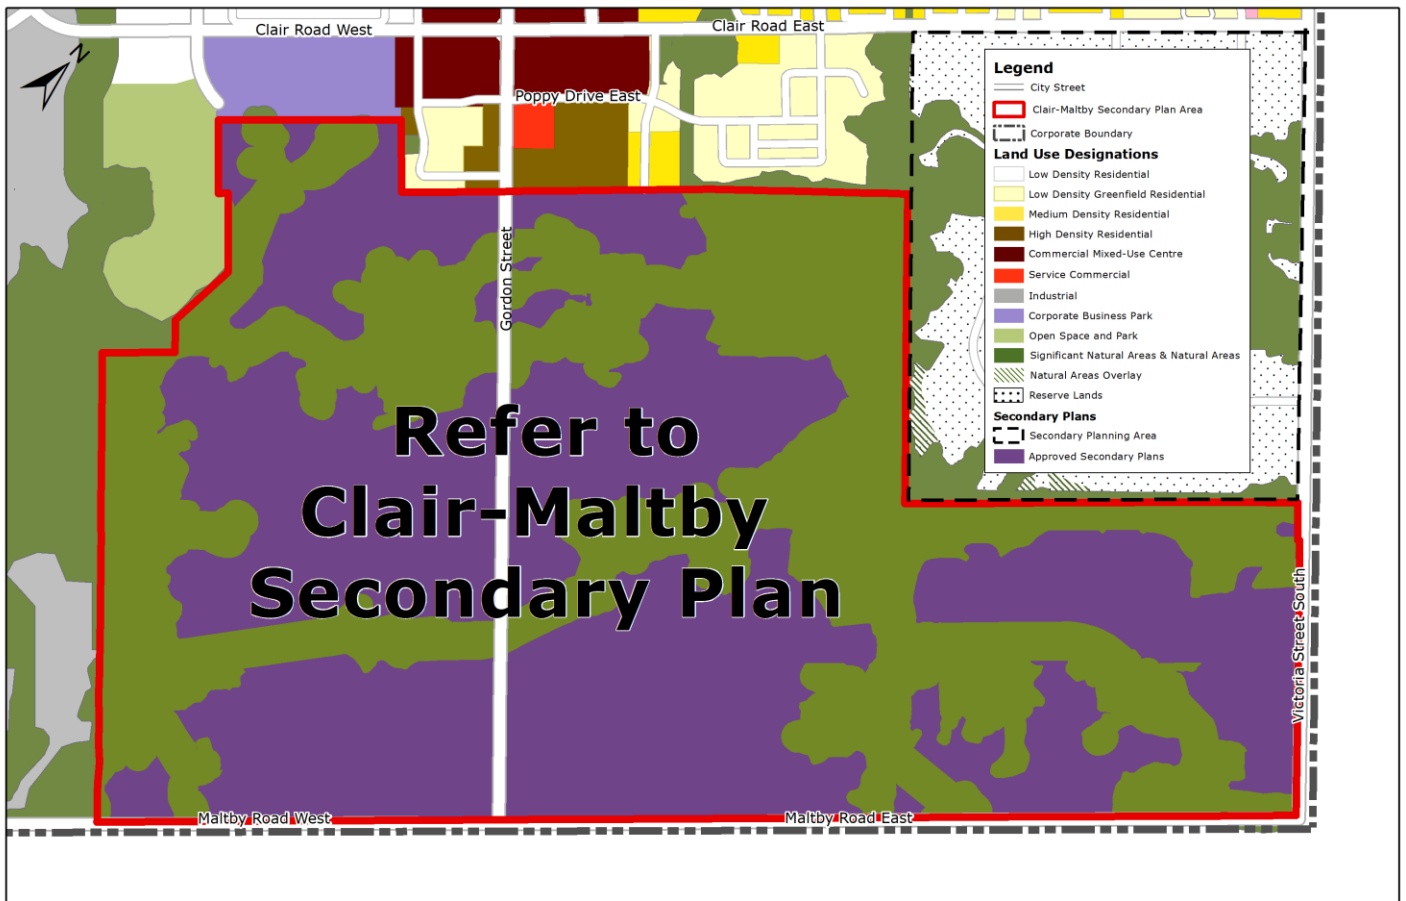 Clair Road West
Clair Road East
N
Poppy Drive East
Gordon Street
Refer to
Clair-Maltby
Secondary Plan
Legend
City Street
Clair-Maltby Secondary Plan Area
Corporate Boundary
Land Use Designations
Low Density Residential
Low Density Greenfield Residential
Medium Density Residential
High Density Residential
Commercial Mixed-Use Centre
Service Commercial
Industrial
Corporate Business Park
Open Space and Park
Significant Natural Areas & Natural Areas
Natural Areas Overlay
Reserve Lands
Secondary Plans
Secondary Planning Area
Approved Secondary Plans
Victoria Street South
Maltby Road West
Maltby Road East